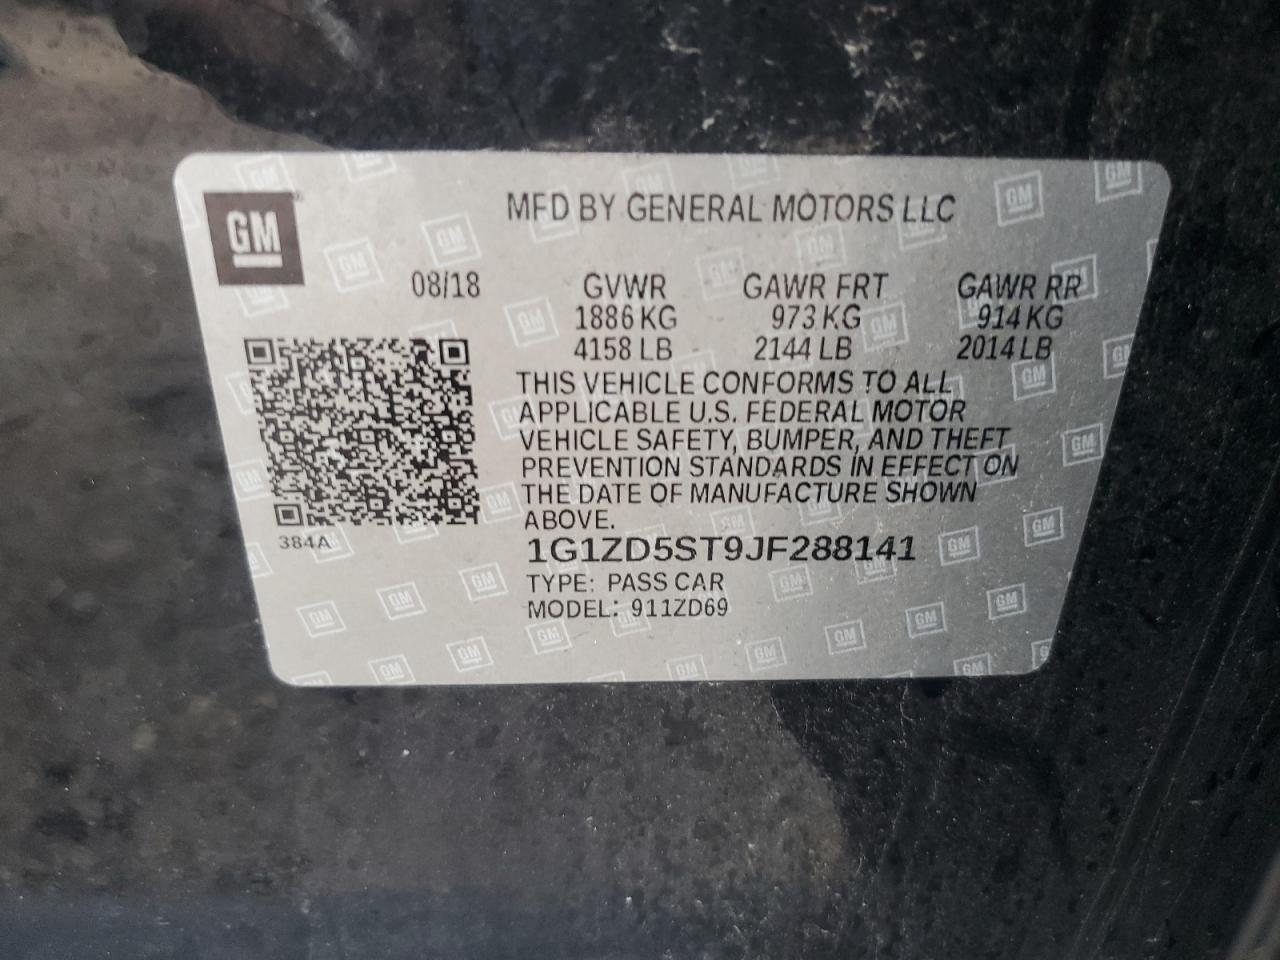 GM
MFD BY GENERAL MOTORS LLC
08/18
GVWR GAWR FRT GAWR RR
1886 KG 973 KG 914 KG
4158 LB 2144 LB 2014 LB
THIS VEHICLE CONFORMS TO ALL
APPLICABLE U.S. FEDERAL MOTOR
VEHICLE SAFETY, BUMPER, AND THEFT
PREVENTION STANDARDS IN EFFECT ON
THE DATE OF MANUFACTURE SHOWN
ABOVE.
384A
1G1ZD5ST9JF288141
TYPE: PASS CAR
MODEL: 911ZD69